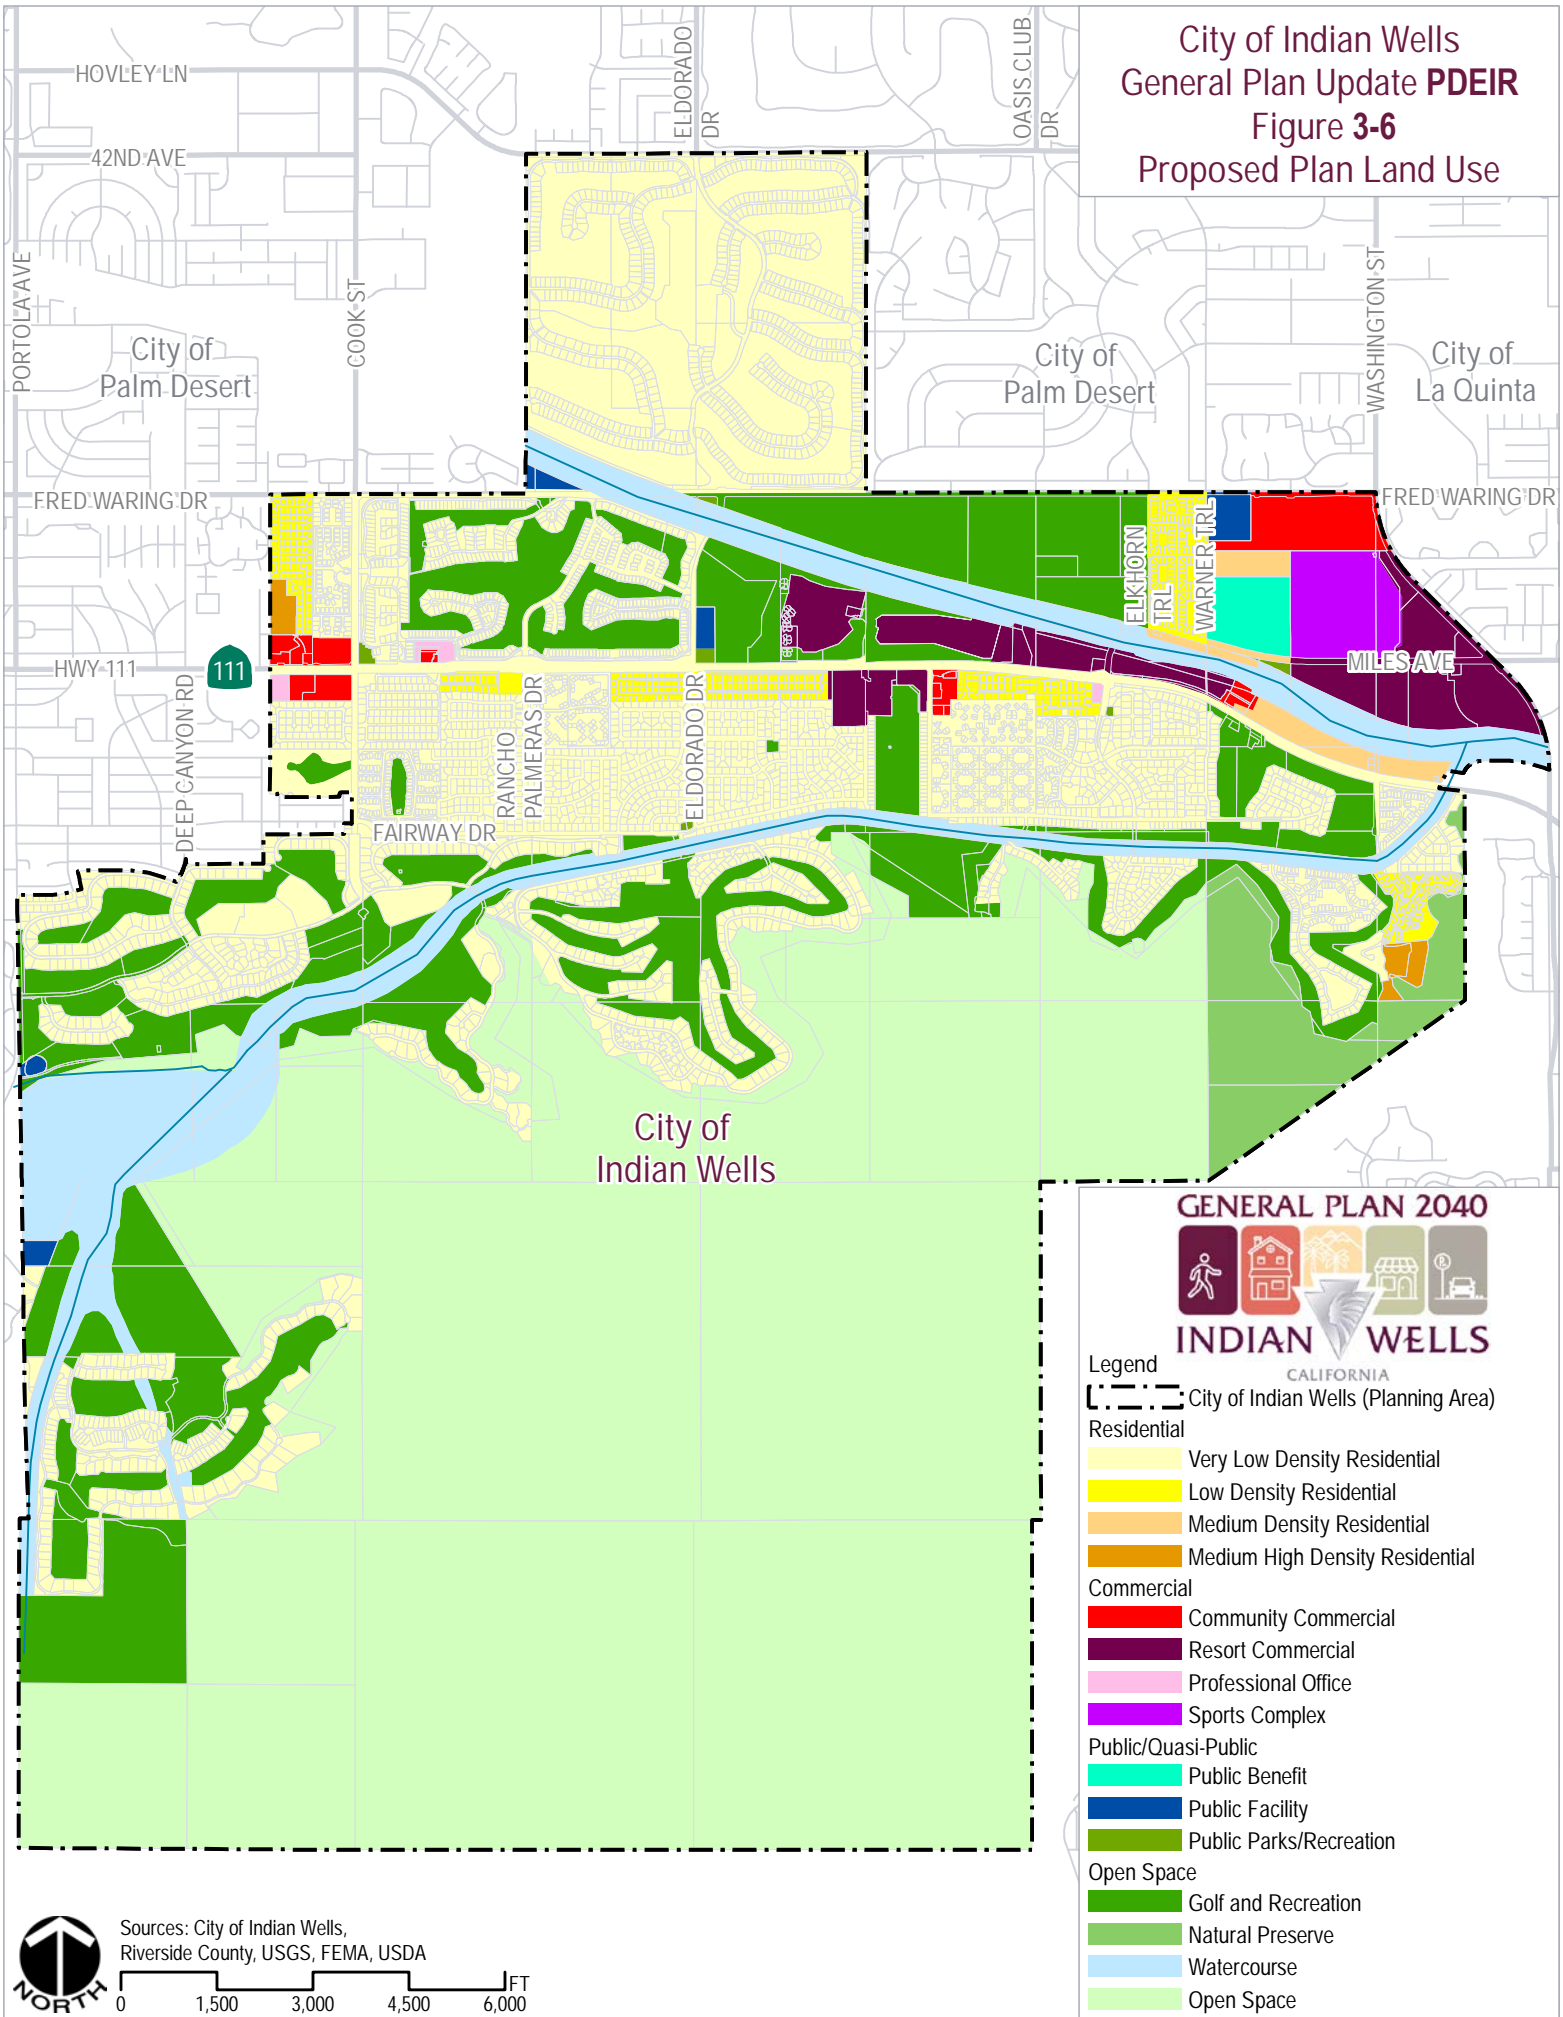 City of Indian Wells
General Plan Update PDEIR
Figure 3-6
Proposed Plan Land Use
HOVLEY LN
42ND AVE
ELDORADO
DR
OASIS CLUB
DR
PORTOLA AVE
COOK ST
WASHINGTON ST
City of
Palm Desert
City of
Palm Desert
City of
La Quinta
FRED WARING DR
FRED WARING DR
ELKHORN
TRL
WARNER TRL
HWY 111
111
MILES AVE
DEEP CANYON RD
RANCHO
PALMERAS DR
ELDORADO DR
FAIRWAY DR
City of
Indian Wells
GENERAL PLAN 2040
INDIAN WELLS
CALIFORNIA
Legend
City of Indian Wells (Planning Area)
Residential
Very Low Density Residential
Low Density Residential
Medium Density Residential
Medium High Density Residential
Commercial
Community Commercial
Resort Commercial
Professional Office
Sports Complex
Public/Quasi-Public
Public Benefit
Public Facility
Public Parks/Recreation
Open Space
Golf and Recreation
Natural Preserve
Watercourse
Open Space
NORTH
Sources: City of Indian Wells,
Riverside County, USGS, FEMA, USDA
FT
0 1,500 3,000 4,500 6,000